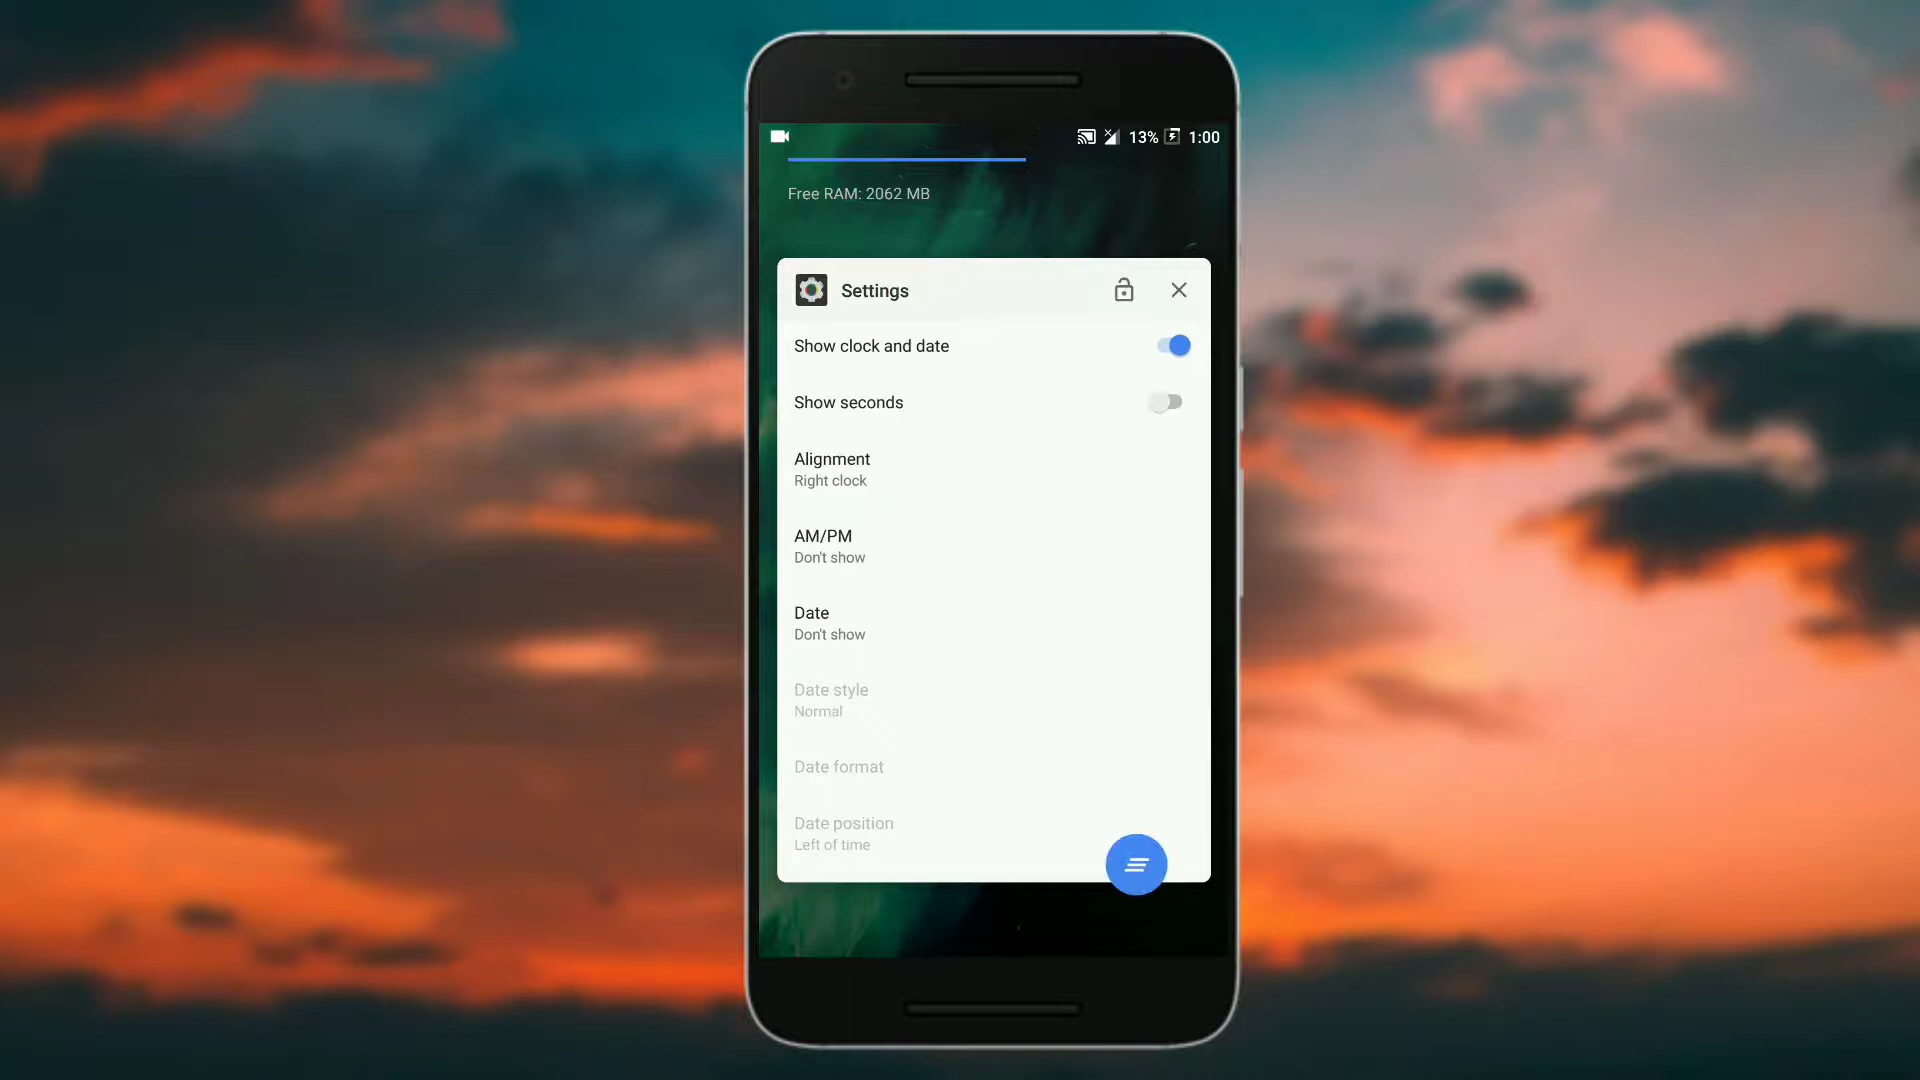 13% 1:00
Free RAM: 2062 MB
Settings
Show clock and date
Show seconds
Alignment
Right clock
AM/PM
Don't show
Date
Don't show
Date style
Normal
Date format
Date position
Left of time